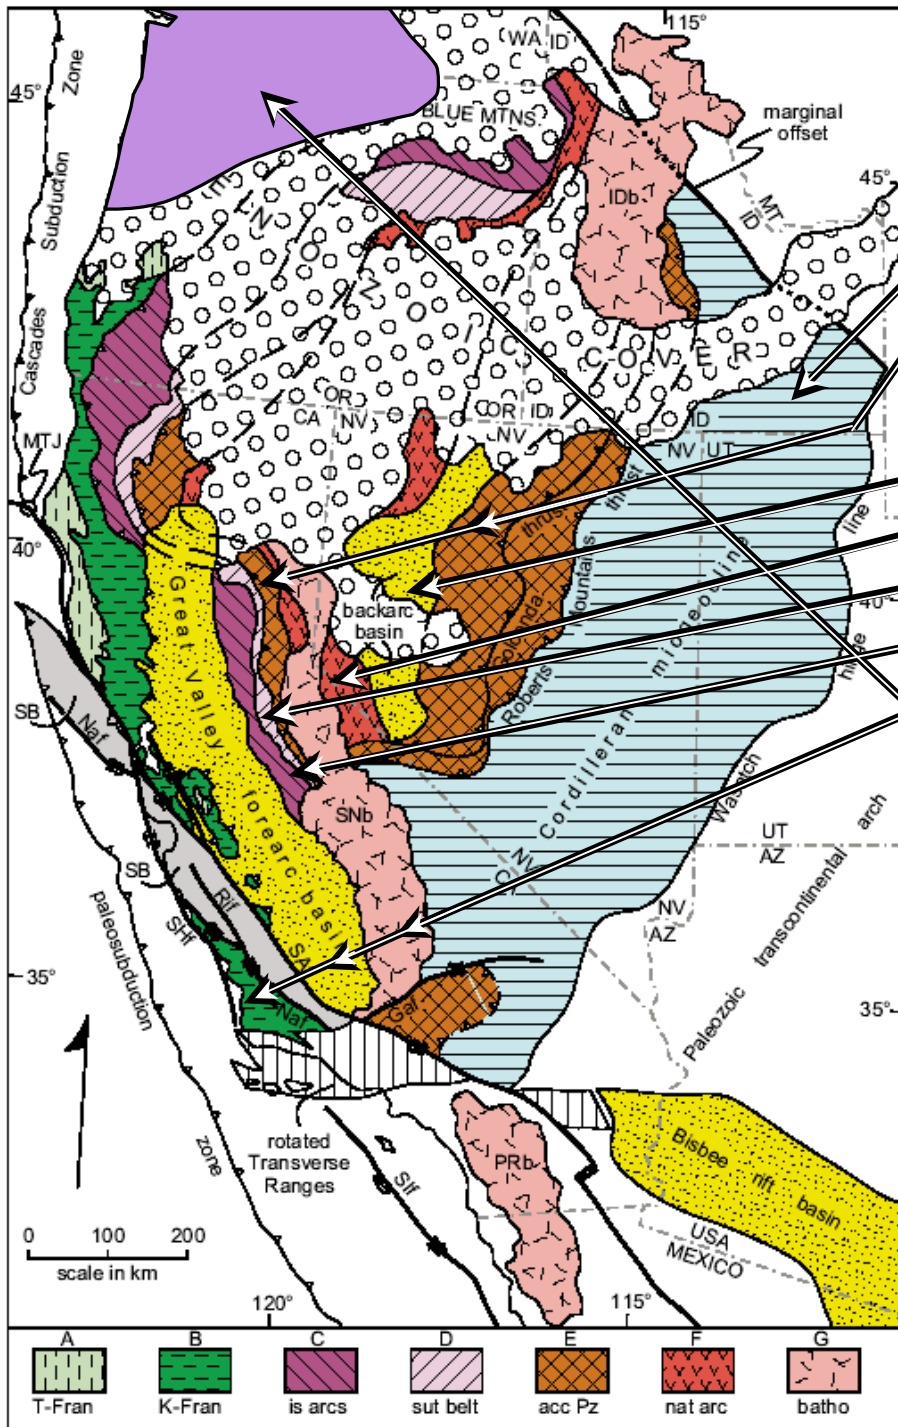 115°
WA ID
45°
Zone
Subduction
Cascades
BLUE MTNS.
marginal
offset
45°
MT
ID
IDb
C E N O Z O I C
C O V E R
OR
CA
NV
OR ID
NV
ID
NV UT
MTJ
40°
thrust
thrust
line
40°
backarc
basin
Golconda
Mountains
Roberts
Cordilleran miogeocline
hinge
Wasatch
Great Valley
forearc basin
SB
Naf
SNb
UT
AZ
NV
CA
NV
AZ
Paleozoic transcontinental arch
SB
Rif
SHf
SA
paleosubduction
zone
35°
Naf
Gar
35°
rotated
Transverse
Ranges
Slf
PRb
Bisbee rift basin
USA
MEXICO
0 100 200
scale in km
120°
115°
A B C D E F G
T-Fran K-Fran is arcs sut belt acc Pz nat arc batho